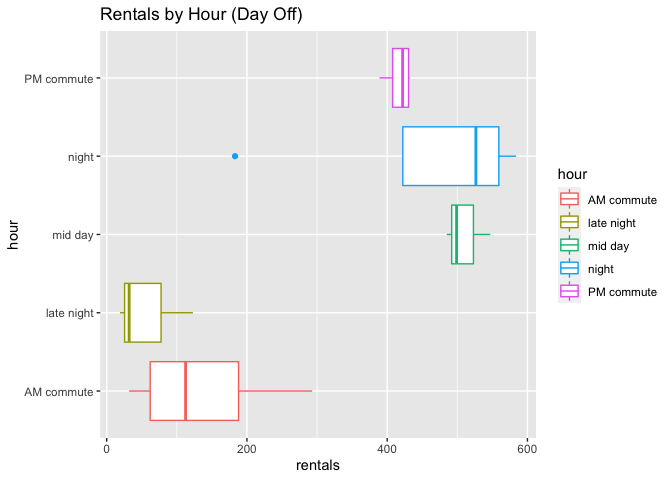 Rentals by Hour (Day Off)
PM commute
night
mid day
late night
AM commute
hour
0 200 400 600
rentals
hour
AM commute
late night
mid day
night
PM commute